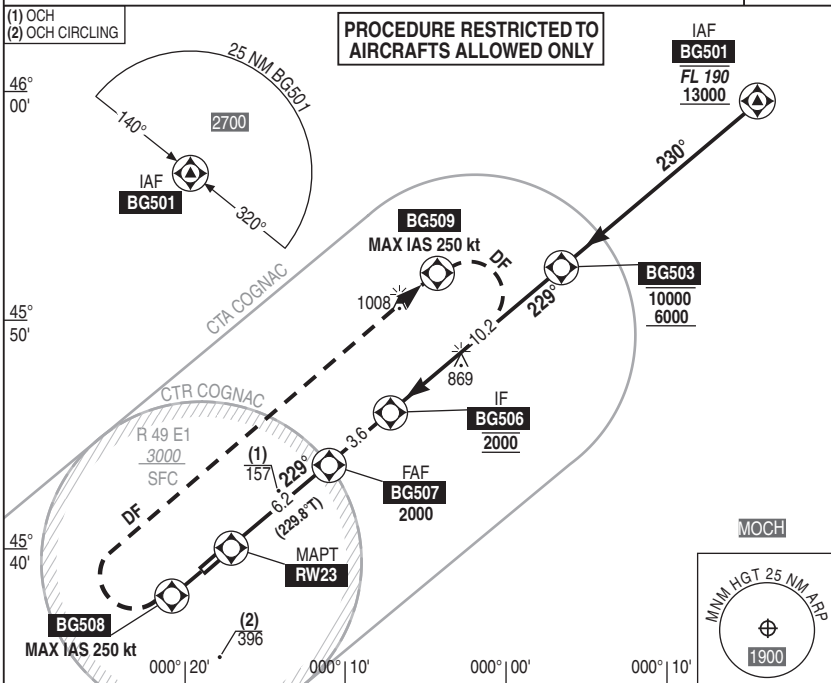 (1) OCH
(2) OCH CIRCLING
PROCEDURE RESTRICTED TO
AIRCRAFTS ALLOWED ONLY
IAF
BG501
FL 190
13000
46°
00'
25 NM BG501
140°
2700
IAF
BG501
320°
230°
BG509
MAX IAS 250 kt
DF
BG503
10000
6000
CTA COGNAC
1008
229°
10.2
45°
50'
869
IF
BG506
2000
CTR COGNAC
3.6
R 49 E1
3000
SFC
(1)
157
229°
6.2
(229.8°T)
FAF
BG507
2000
DF
MOCH
45°
40'
MAPT
RW23
MNM HGT 25 NM ARP
1900
BG508
MAX IAS 250 kt
(2)
396
000° 20'
000° 10'
000° 00'
000° 10'